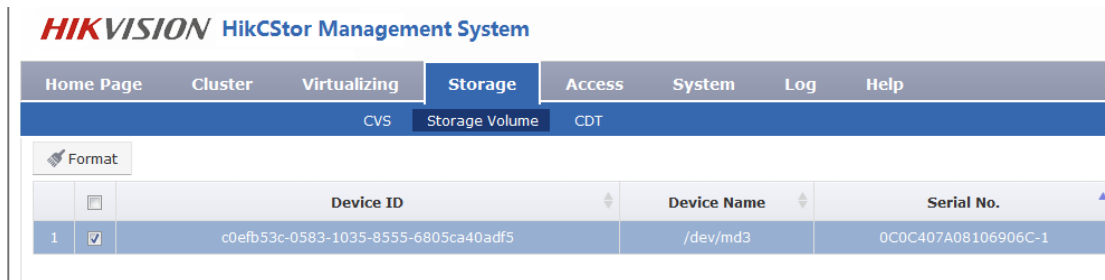 HIKVISION HikCStor Management System
Home Page Cluster Virtualizing Storage Access System Log Help
CVS Storage Volume CDT
Format
Device ID Device Name Serial No.
1 c0efb53c-0583-1035-8555-6805ca40adf5 /dev/md3 0C0C407A08106906C-1